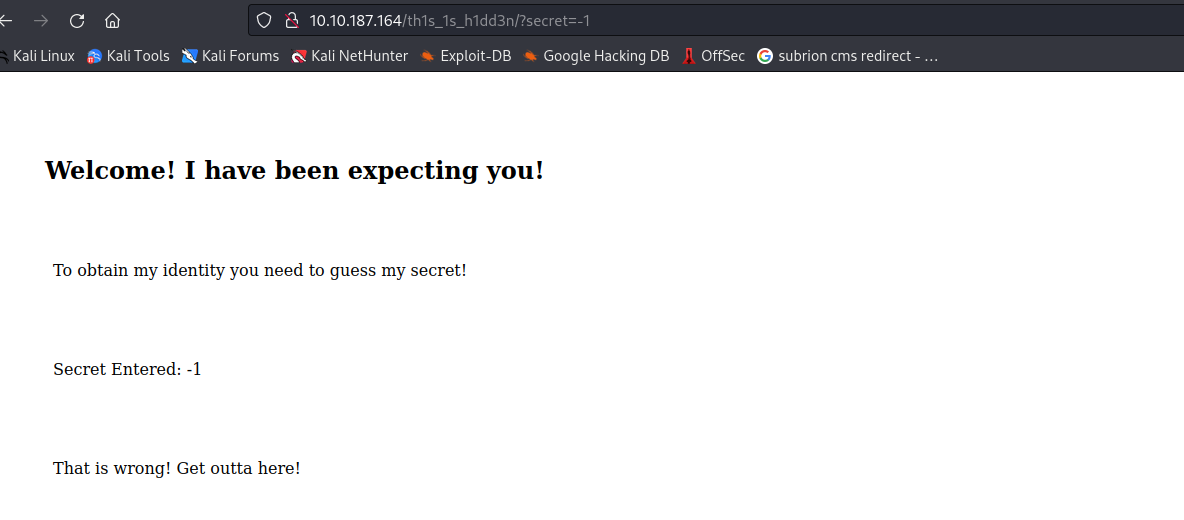 10.10.187.164/th1s_1s_h1dd3n/?secret=-1
Kali Linux Kali Tools Kali Forums Kali NetHunter Exploit-DB Google Hacking DB OffSec subrion cms redirect - ...
Welcome! I have been expecting you!
To obtain my identity you need to guess my secret!
Secret Entered: -1
That is wrong! Get outta here!